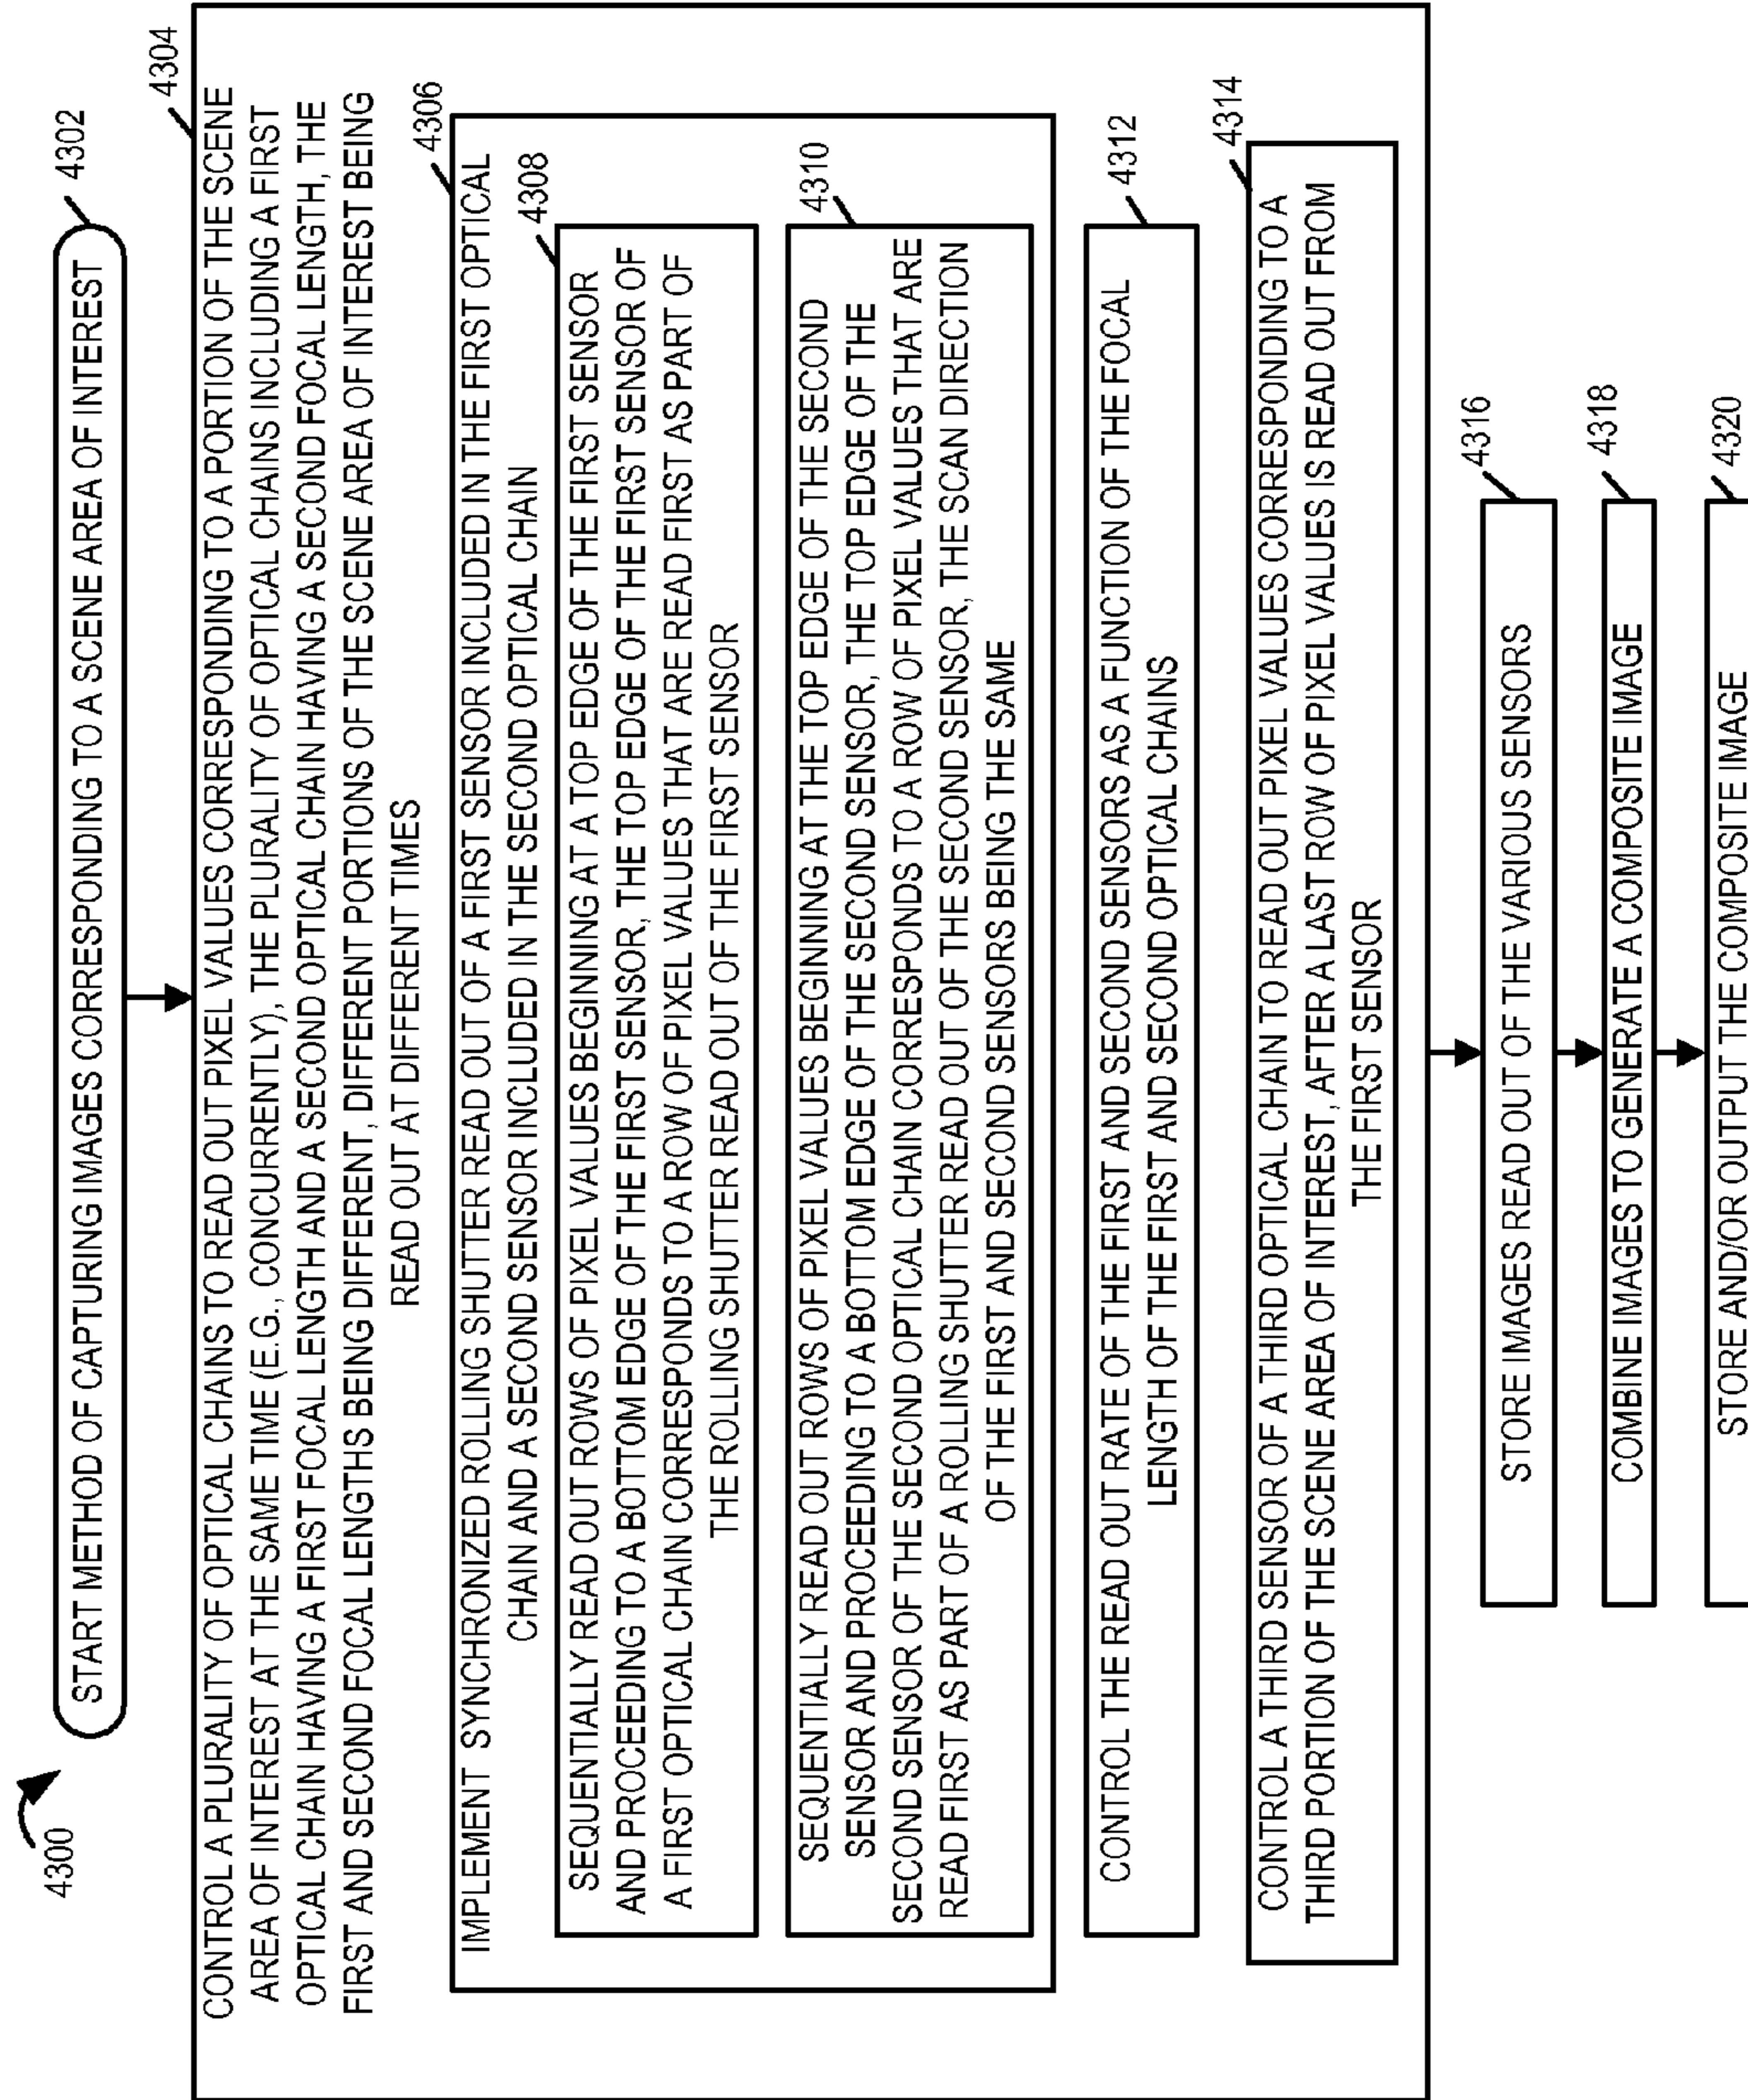 4300
START METHOD OF CAPTURING IMAGES CORRESPONDING TO A SCENE AREA OF INTEREST
4302
4304
CONTROL A PLURALITY OF OPTICAL CHAINS TO READ OUT PIXEL VALUES CORRESPONDING TO A PORTION OF THE SCENE
AREA OF INTEREST AT THE SAME TIME (E.G., CONCURRENTLY), THE PLURALITY OF OPTICAL CHAINS INCLUDING A FIRST
OPTICAL CHAIN HAVING A FIRST FOCAL LENGTH AND A SECOND OPTICAL CHAIN HAVING A SECOND FOCAL LENGTH, THE
FIRST AND SECOND FOCAL LENGTHS BEING DIFFERENT, DIFFERENT PORTIONS OF THE SCENE AREA OF INTEREST BEING
READ OUT AT DIFFERENT TIMES
4306
IMPLEMENT SYNCHRONIZED ROLLING SHUTTER READ OUT OF A FIRST SENSOR INCLUDED IN THE FIRST OPTICAL
CHAIN AND A SECOND SENSOR INCLUDED IN THE SECOND OPTICAL CHAIN
4308
SEQUENTIALLY READ OUT ROWS OF PIXEL VALUES BEGINNING AT A TOP EDGE OF THE FIRST SENSOR
AND PROCEEDING TO A BOTTOM EDGE OF THE FIRST SENSOR, THE TOP EDGE OF THE FIRST SENSOR OF
A FIRST OPTICAL CHAIN CORRESPONDS TO A ROW OF PIXEL VALUES THAT ARE READ FIRST AS PART OF
THE ROLLING SHUTTER READ OUT OF THE FIRST SENSOR
4310
SEQUENTIALLY READ OUT ROWS OF PIXEL VALUES BEGINNING AT THE TOP EDGE OF THE SECOND
SENSOR AND PROCEEDING TO A BOTTOM EDGE OF THE SECOND SENSOR, THE TOP EDGE OF THE
SECOND SENSOR OF THE SECOND OPTICAL CHAIN CORRESPONDS TO A ROW OF PIXEL VALUES THAT ARE
READ FIRST AS PART OF A ROLLING SHUTTER READ OUT OF THE SECOND SENSOR, THE SCAN DIRECTION
OF THE FIRST AND SECOND SENSORS BEING THE SAME
4312
CONTROL THE READ OUT RATE OF THE FIRST AND SECOND SENSORS AS A FUNCTION OF THE FOCAL
LENGTH OF THE FIRST AND SECOND OPTICAL CHAINS
4314
CONTROL A THIRD SENSOR OF A THIRD OPTICAL CHAIN TO READ OUT PIXEL VALUES CORRESPONDING TO A
THIRD PORTION OF THE SCENE AREA OF INTEREST, AFTER A LAST ROW OF PIXEL VALUES IS READ OUT FROM
THE FIRST SENSOR
4316
STORE IMAGES READ OUT OF THE VARIOUS SENSORS
4318
COMBINE IMAGES TO GENERATE A COMPOSITE IMAGE
4320
STORE AND/OR OUTPUT THE COMPOSITE IMAGE